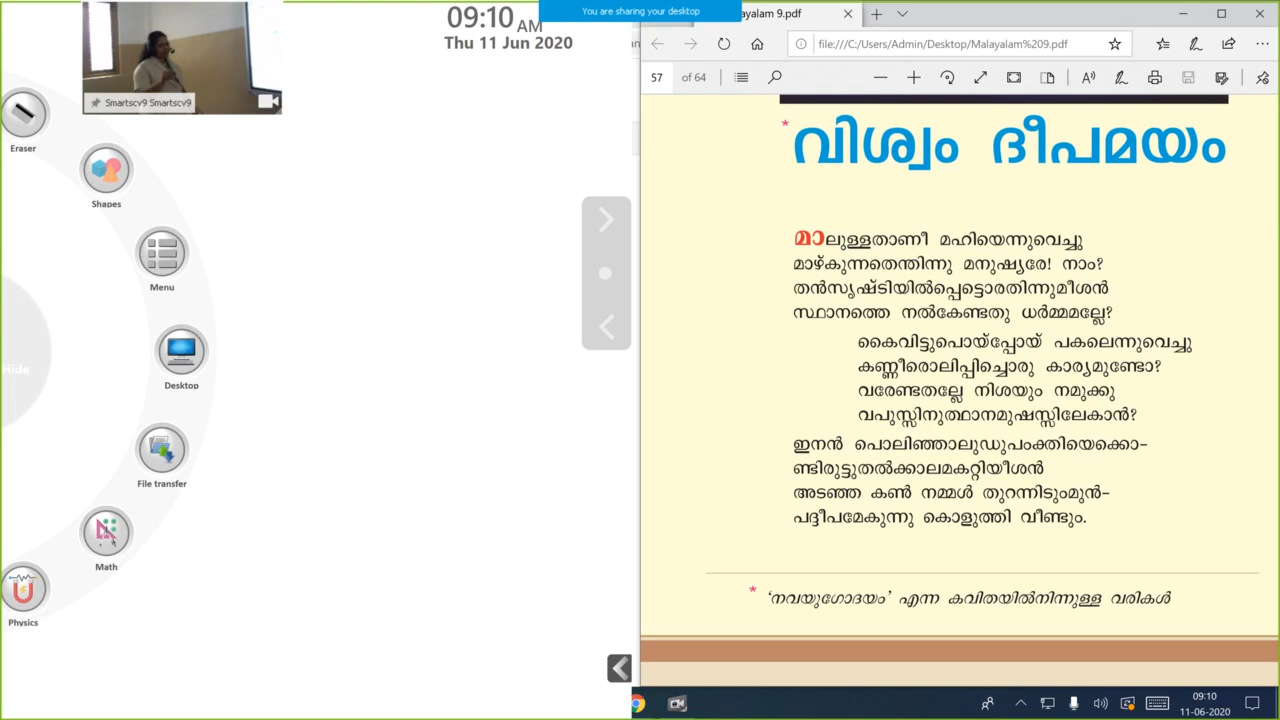 09:10 AM
Thu 11 Jun 2020
You are sharing your desktop
Smartscv9 Smartscv9
Eraser
Shapes
Menu
Hide
Desktop
File transfer
Math
Physics
ayalam 9.pdf
file:///C:/Users/Admin/Desktop/Malayalam%209.pdf
57 of 64
* വിശ്വം ദീപമയം
മാലുള്ളതാണീ മഹിയെന്നുവെച്ചു
മാഴ്കുന്നതെന്തിന്നു മനുഷ്യരേ! നാം?
തൻസൃഷ്ടിയിൽപ്പെട്ടൊരതിന്നുമീശൻ
സ്ഥാനത്തെ നൽകേണ്ടതു ധർമ്മമല്ലേ?
കൈവിട്ടുപൊയ്പ്പോയ് പകലെന്നുവെച്ചു
കണ്ണീരൊലിപ്പിച്ചൊരു കാര്യമുണ്ടോ?
വരേണ്ടതല്ലേ നിശയും നമുക്കു
വപുസ്സിനുത്ഥാനമുഷസ്സിലേകാൻ?
ഇനൻ പൊലിഞ്ഞാലുഡുപംക്തിയെക്കൊ-
ണ്ടിരുട്ടുതൽക്കാലമകറ്റിയീശൻ
അടഞ്ഞ കൺ നമ്മൾ തുറന്നിടുംമുൻ-
പദ്ദീപമേകുന്നു കൊളുത്തി വീണ്ടും.
* 'നവയുഗോദയം' എന്ന കവിതയിൽനിന്നുള്ള വരികൾ
09:10
11-06-2020